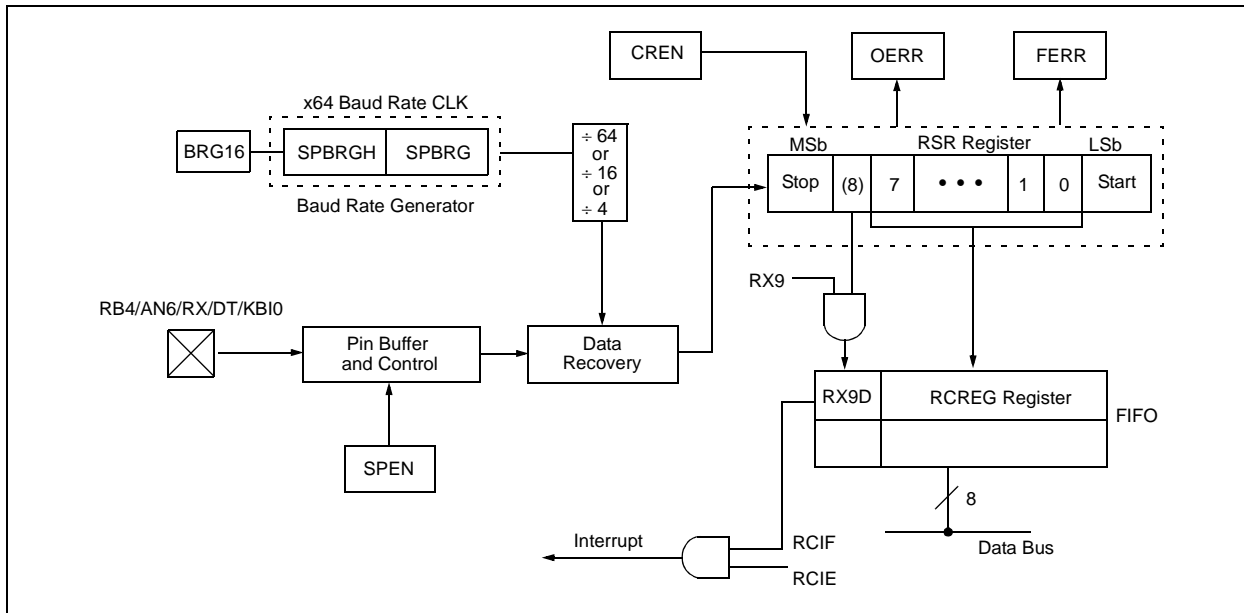 CREN
OERR
FERR
x64 Baud Rate CLK
BRG16
SPBRGH
SPBRG
Baud Rate Generator
÷ 64
or
÷ 16
or
÷ 4
MSb
RSR Register
LSb
Stop
(8)
7
• • •
1
0
Start
RX9
RB4/AN6/RX/DT/KBI0
Pin Buffer
and Control
Data
Recovery
SPEN
RX9D
RCREG Register
FIFO
8
Data Bus
Interrupt
RCIF
RCIE